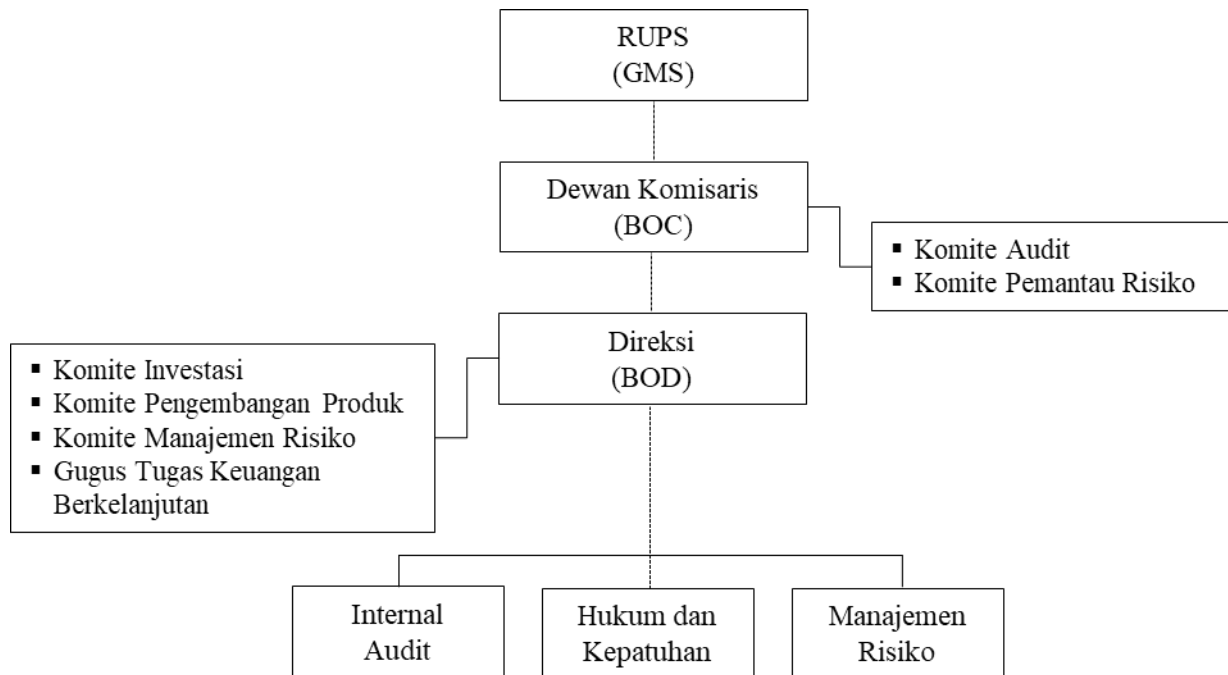 RUPS
(GMS)
Dewan Komisaris
(BOC)
▪ Komite Audit
▪ Komite Pemantau Risiko
Direksi
(BOD)
▪ Komite Investasi
▪ Komite Pengembangan Produk
▪ Komite Manajemen Risiko
▪ Gugus Tugas Keuangan
Berkelanjutan
Internal
Audit
Hukum dan
Kepatuhan
Manajemen
Risiko